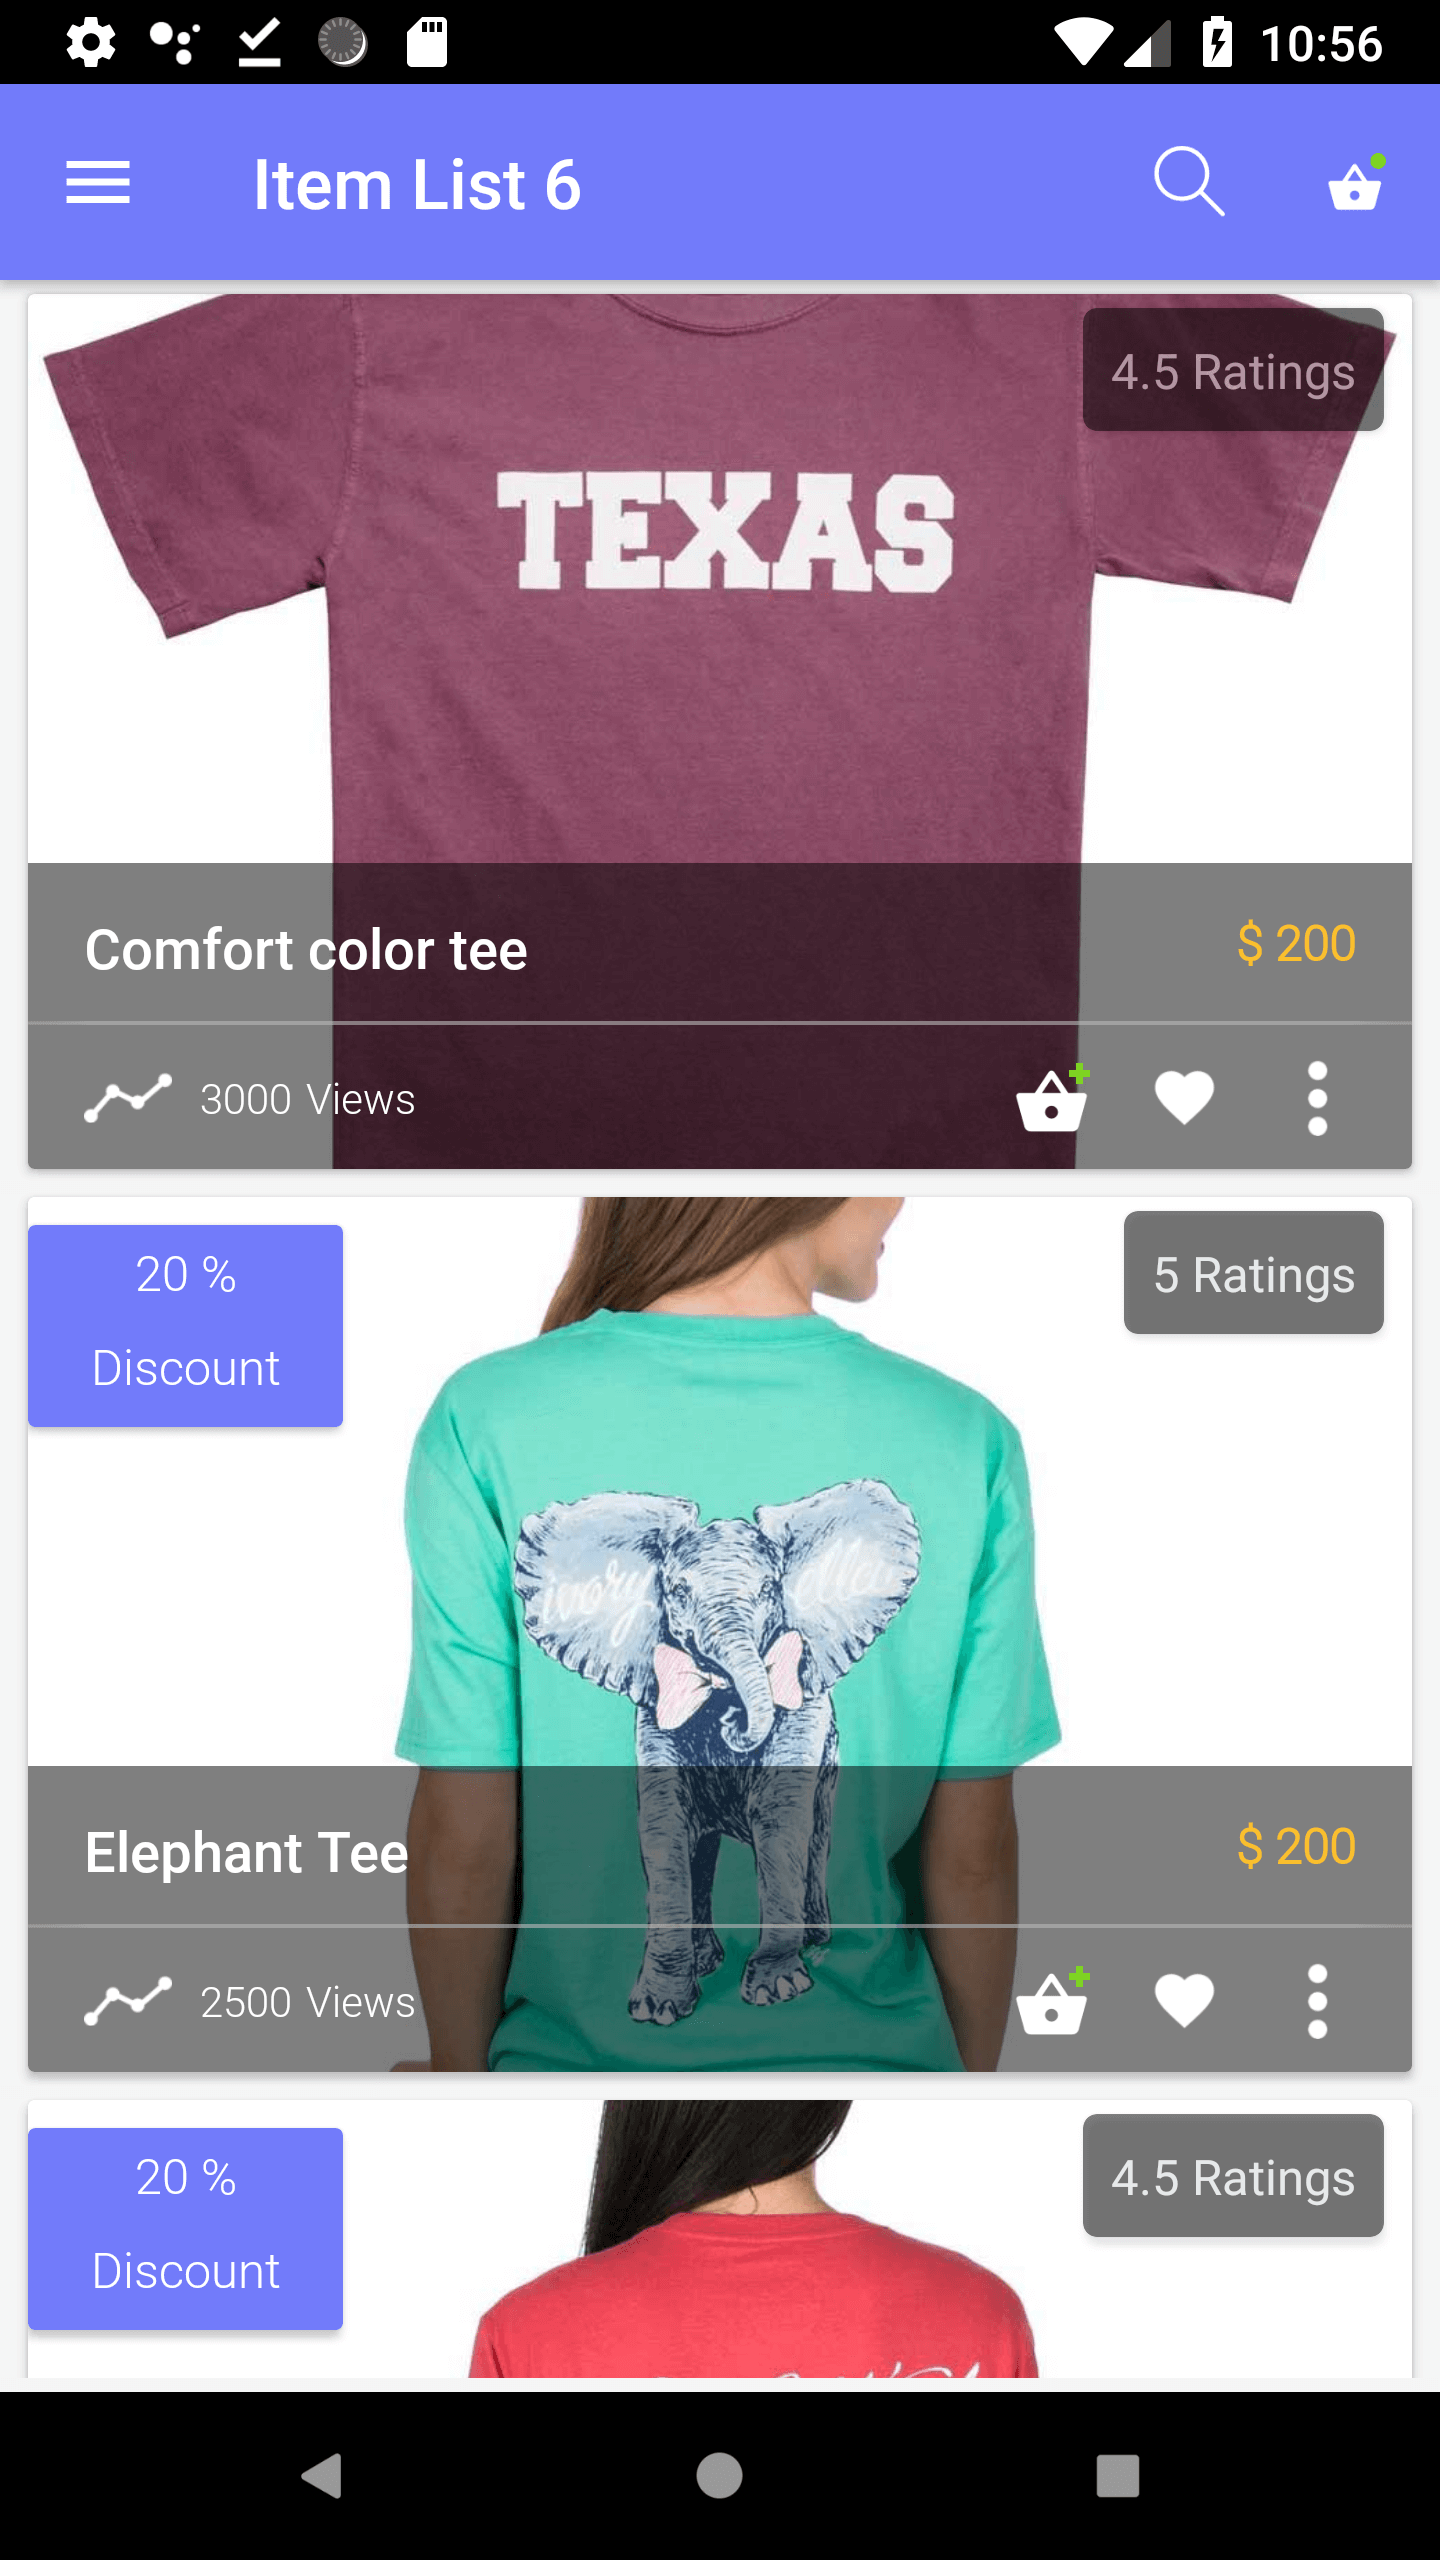 10:56
Item List 6
4.5 Ratings
TEXAS
Comfort color tee
$ 200
3000 Views
20 %
Discount
5 Ratings
ivory
ella
Elephant Tee
$ 200
2500 Views
20 %
Discount
4.5 Ratings